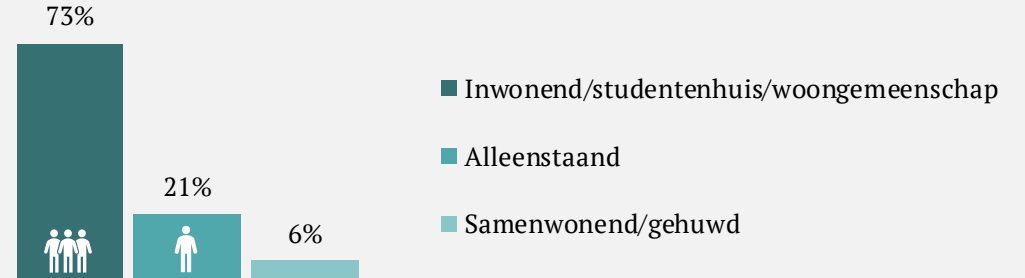 73%
21%
6%
Inwonend/studentenhuis/woongemeenschap
Alleenstaand
Samenwonend/gehuwd